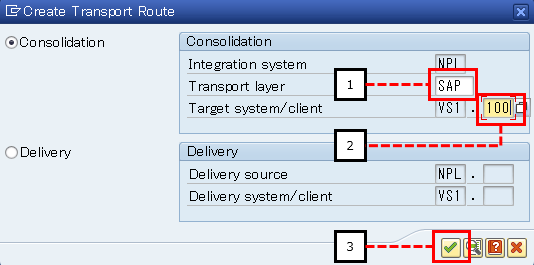 Create Transport Route
Consolidation
Consolidation
Integration system NPL
1
Transport layer SAP
Target system/client VS1 . 100
2
Delivery
Delivery
Delivery source NPL .
Delivery system/client VS1 .
3